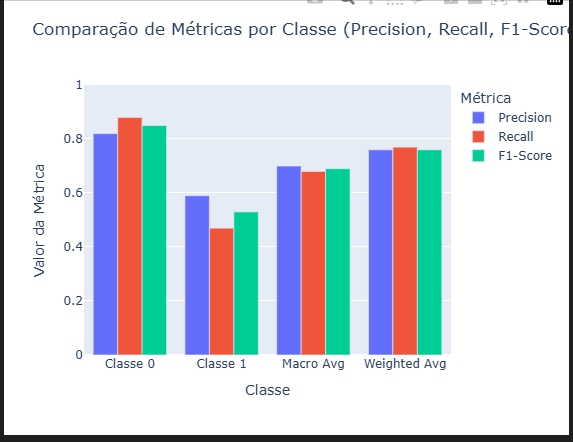 Comparação de Métricas por Classe (Precision, Recall, F1-Score
Métrica
Precision
Recall
F1-Score
Valor da Métrica
1
0.8
0.6
0.4
0.2
0
Classe 0
Classe 1
Macro Avg
Weighted Avg
Classe